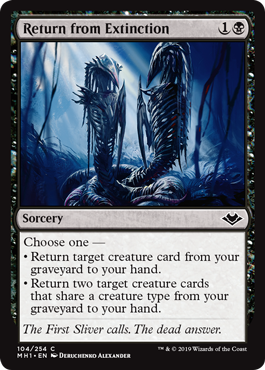 Return from Extinction 1
Sorcery
Choose one —
• Return target creature card from your
graveyard to your hand.
• Return two target creature cards
that share a creature type from your
graveyard to your hand.
The First Sliver calls. The dead answer.
104/254 C
MH1 • EN Deruchenko Alexander
™ & © 2019 Wizards of the Coast